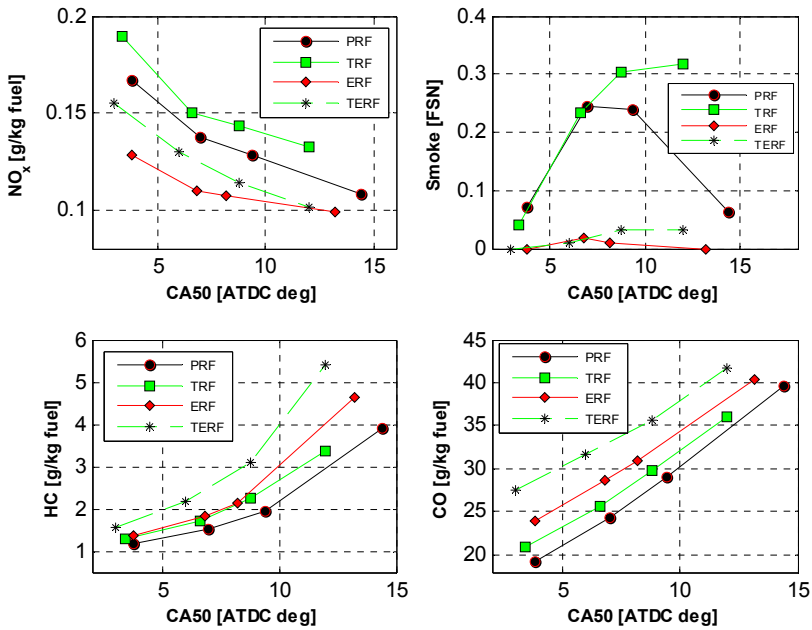 0.2
0.15
0.1
NOx [g/kg fuel]
PRF
TRF
ERF
TERF
5
10
15
CA50 [ATDC deg]
0.4
0.3
0.2
0.1
0
Smoke [FSN]
PRF
TRF
ERF
TERF
5
10
15
CA50 [ATDC deg]
6
5
4
3
2
1
HC [g/kg fuel]
PRF
TRF
ERF
TERF
5
10
15
CA50 [ATDC deg]
45
40
35
30
25
20
CO [g/kg fuel]
PRF
TRF
ERF
TERF
5
10
15
CA50 [ATDC deg]